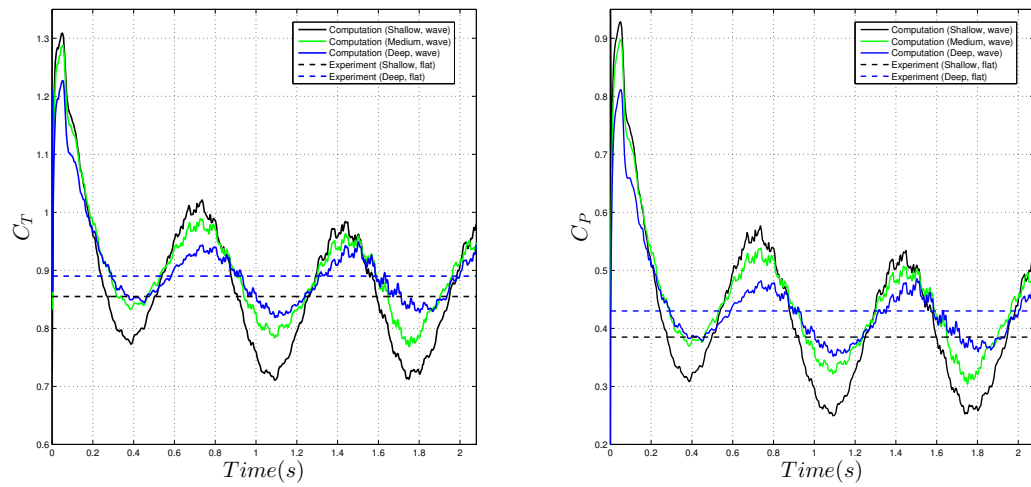 Computation (Shallow, wave)
Computation (Medium, wave)
Computation (Deep, wave)
Experiment (Shallow, flat)
Experiment (Deep, flat)
1.3
1.2
1.1
1
0.9
0.8
0.7
0.6
C_T
0 0.2 0.4 0.6 0.8 1 1.2 1.4 1.6 1.8 2
Time(s)
Computation (Shallow, wave)
Computation (Medium, wave)
Computation (Deep, wave)
Experiment (Shallow, flat)
Experiment (Deep, flat)
0.9
0.8
0.7
0.6
0.5
0.4
0.3
0.2
C_P
0 0.2 0.4 0.6 0.8 1 1.2 1.4 1.6 1.8 2
Time(s)